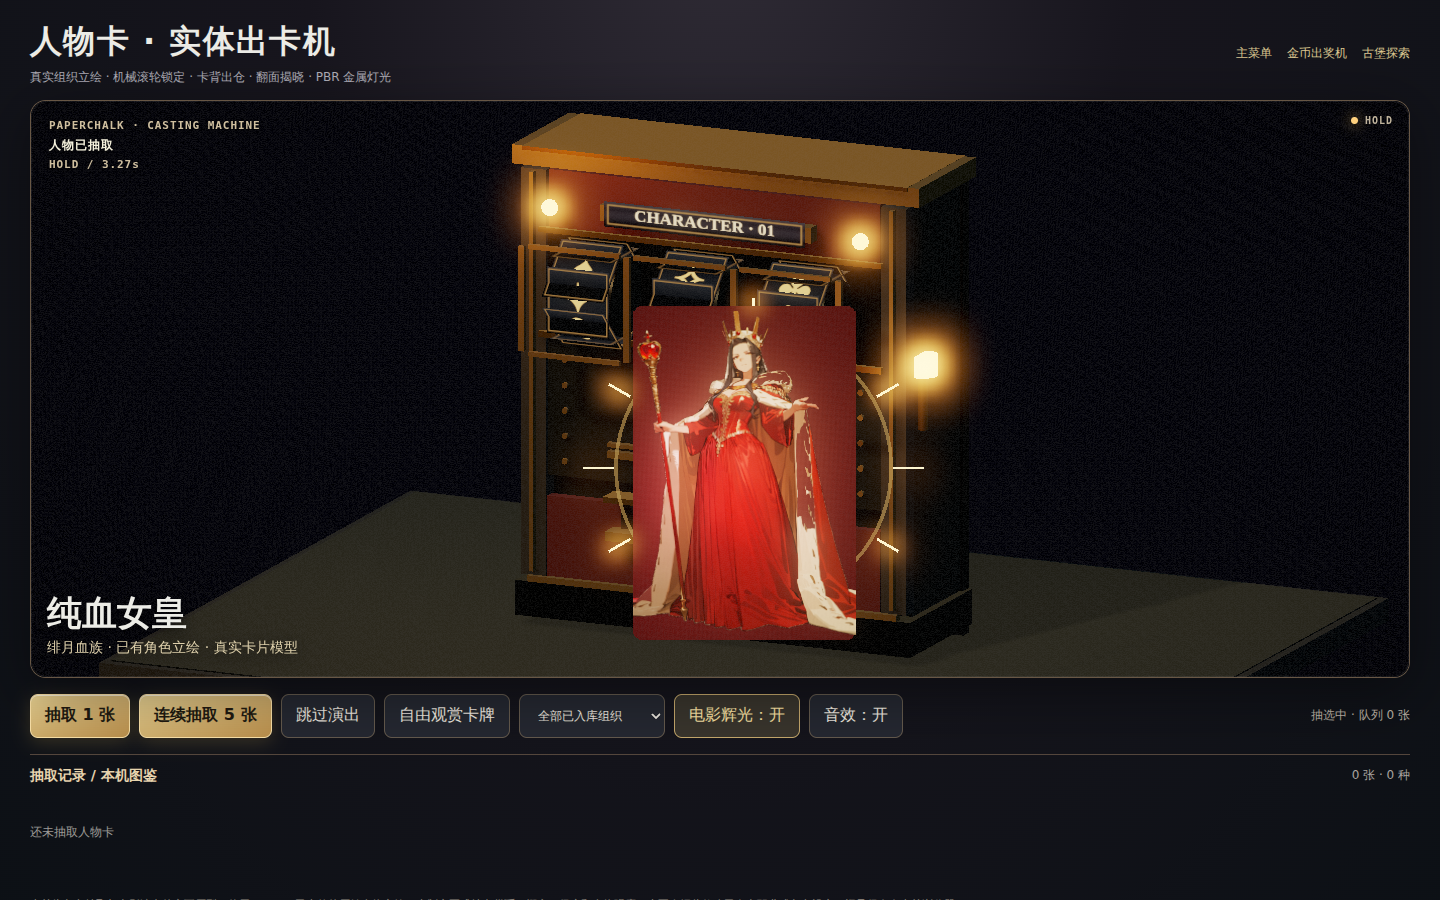 人物卡 · 实体出卡机
真实组织立绘 · 机械滚轮锁定 · 卡背出仓 · 翻面揭晓 · PBR 金属灯光
主菜单 金币出奖机 古堡探索
PAPERCHALK · CASTING MACHINE
人物已抽取
HOLD / 3.27s
HOLD
CHARACTER · 01
纯血女皇
绯月血族 · 已有角色立绘 · 真实卡片模型
抽取 1 张 连续抽取 5 张 跳过演出 自由观赏卡牌 全部已入库组织 电影辉光：开 音效：开 抽选中 · 队列 0 张
抽取记录 / 本机图鉴 0 张 · 0 种
还未抽取人物卡